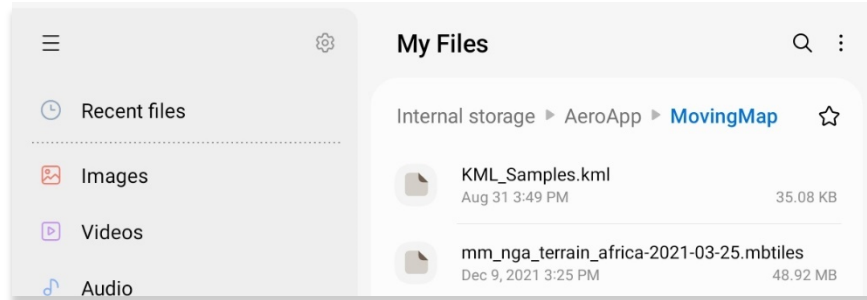 Recent files
Images
Videos
Audio
My Files
Internal storage ▶ AeroApp ▶ MovingMap
KML_Samples.kml
Aug 31 3:49 PM 35.08 KB
mm_nga_terrain_africa-2021-03-25.mbtiles
Dec 9, 2021 3:25 PM 48.92 MB